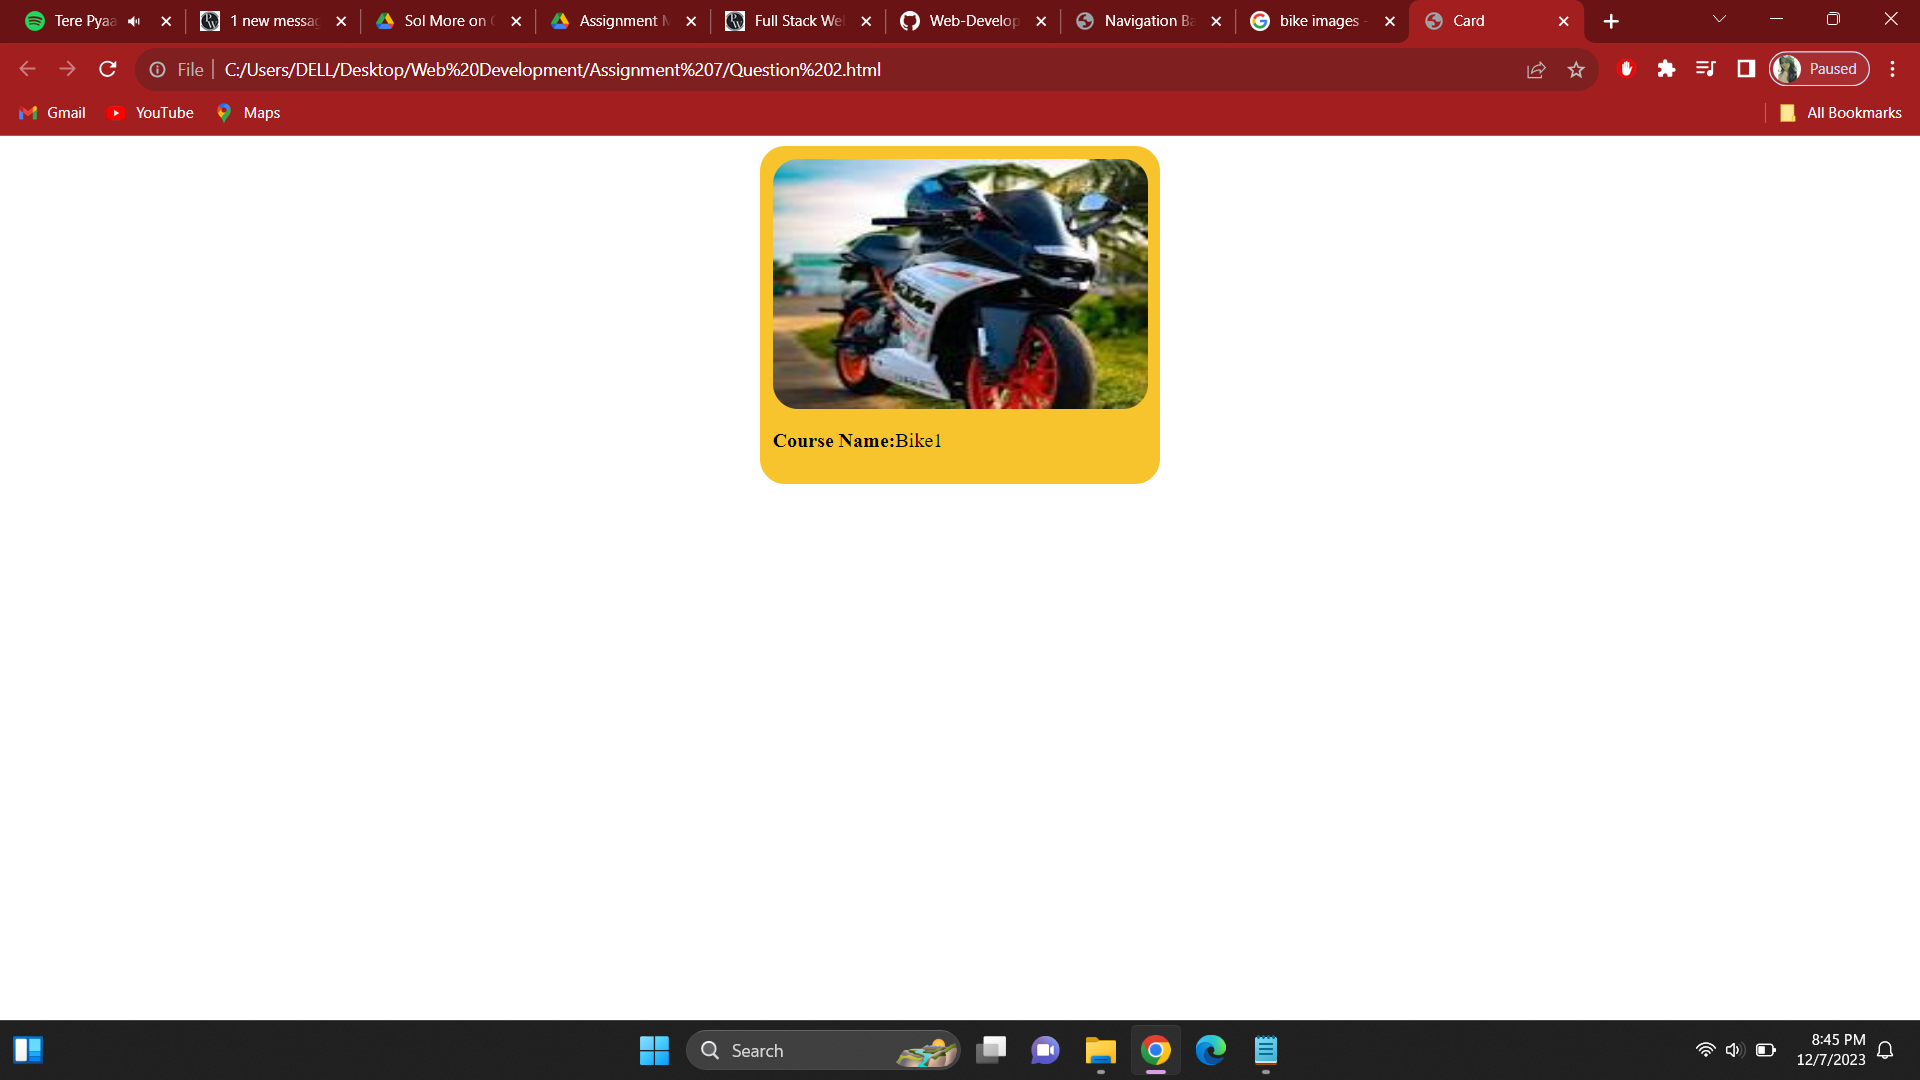 Tere Pyaa
1 new messag
Sol More on C
Assignment M
Full Stack We
Web-Develop
Navigation Ba
bike images -
Card
File
C:/Users/DELL/Desktop/Web%20Development/Assignment%207/Question%202.html
Paused
Gmail
YouTube
Maps
All Bookmarks
Course Name:Bike1
Search
8:45 PM
12/7/2023